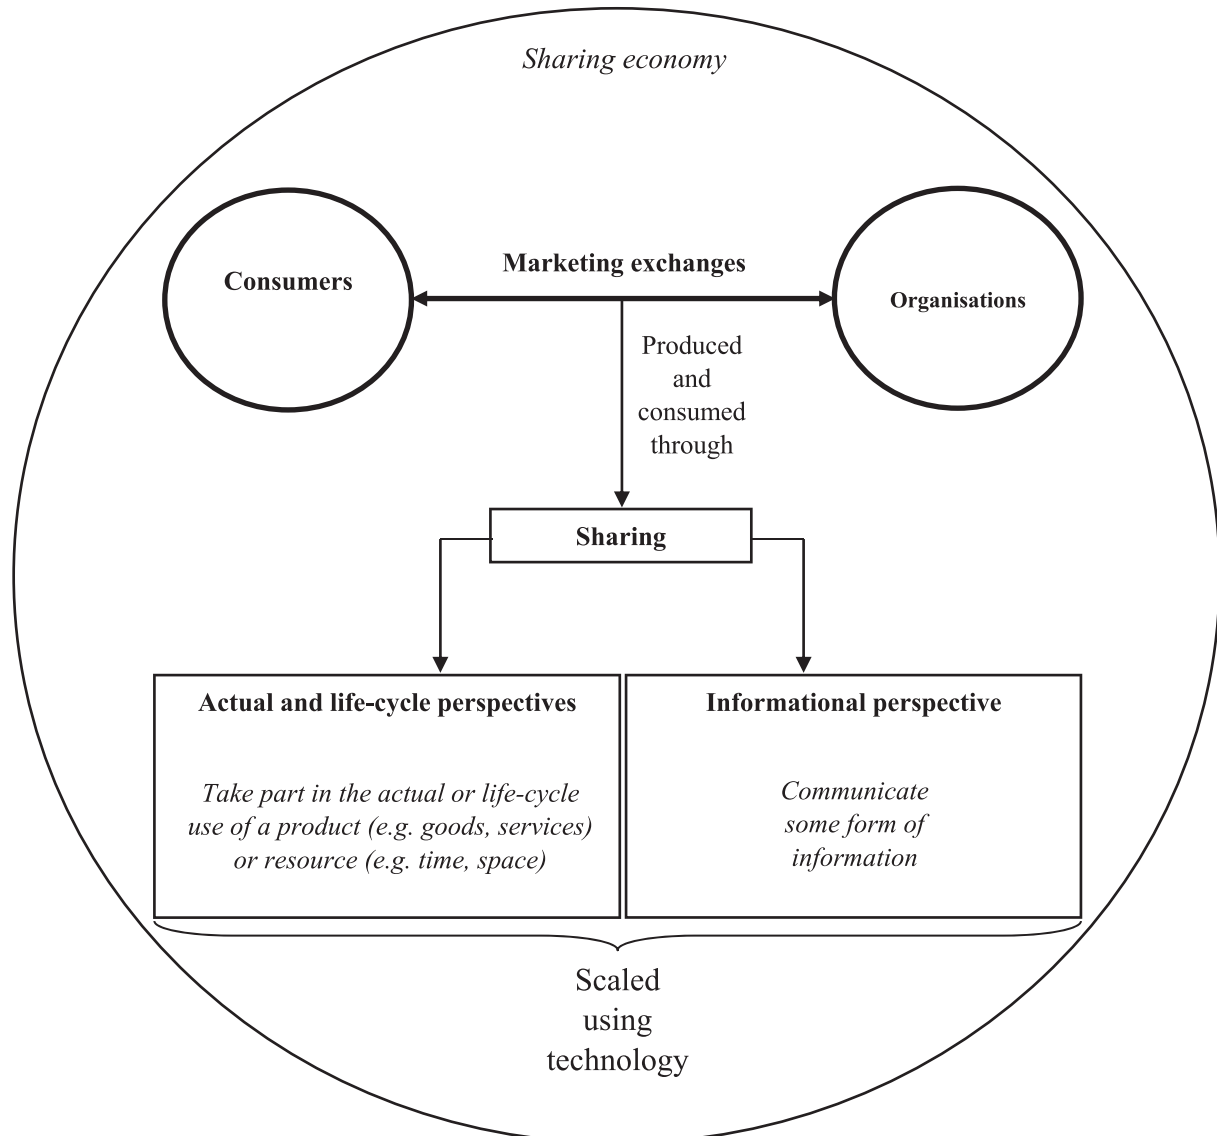 Sharing economy
Consumers
Marketing exchanges
Organisations
Produced
and
consumed
through
Sharing
Actual and life-cycle perspectives
Take part in the actual or life-cycle
use of a product (e.g. goods, services)
or resource (e.g. time, space)
Informational perspective
Communicate
some form of
information
Scaled
using
technology